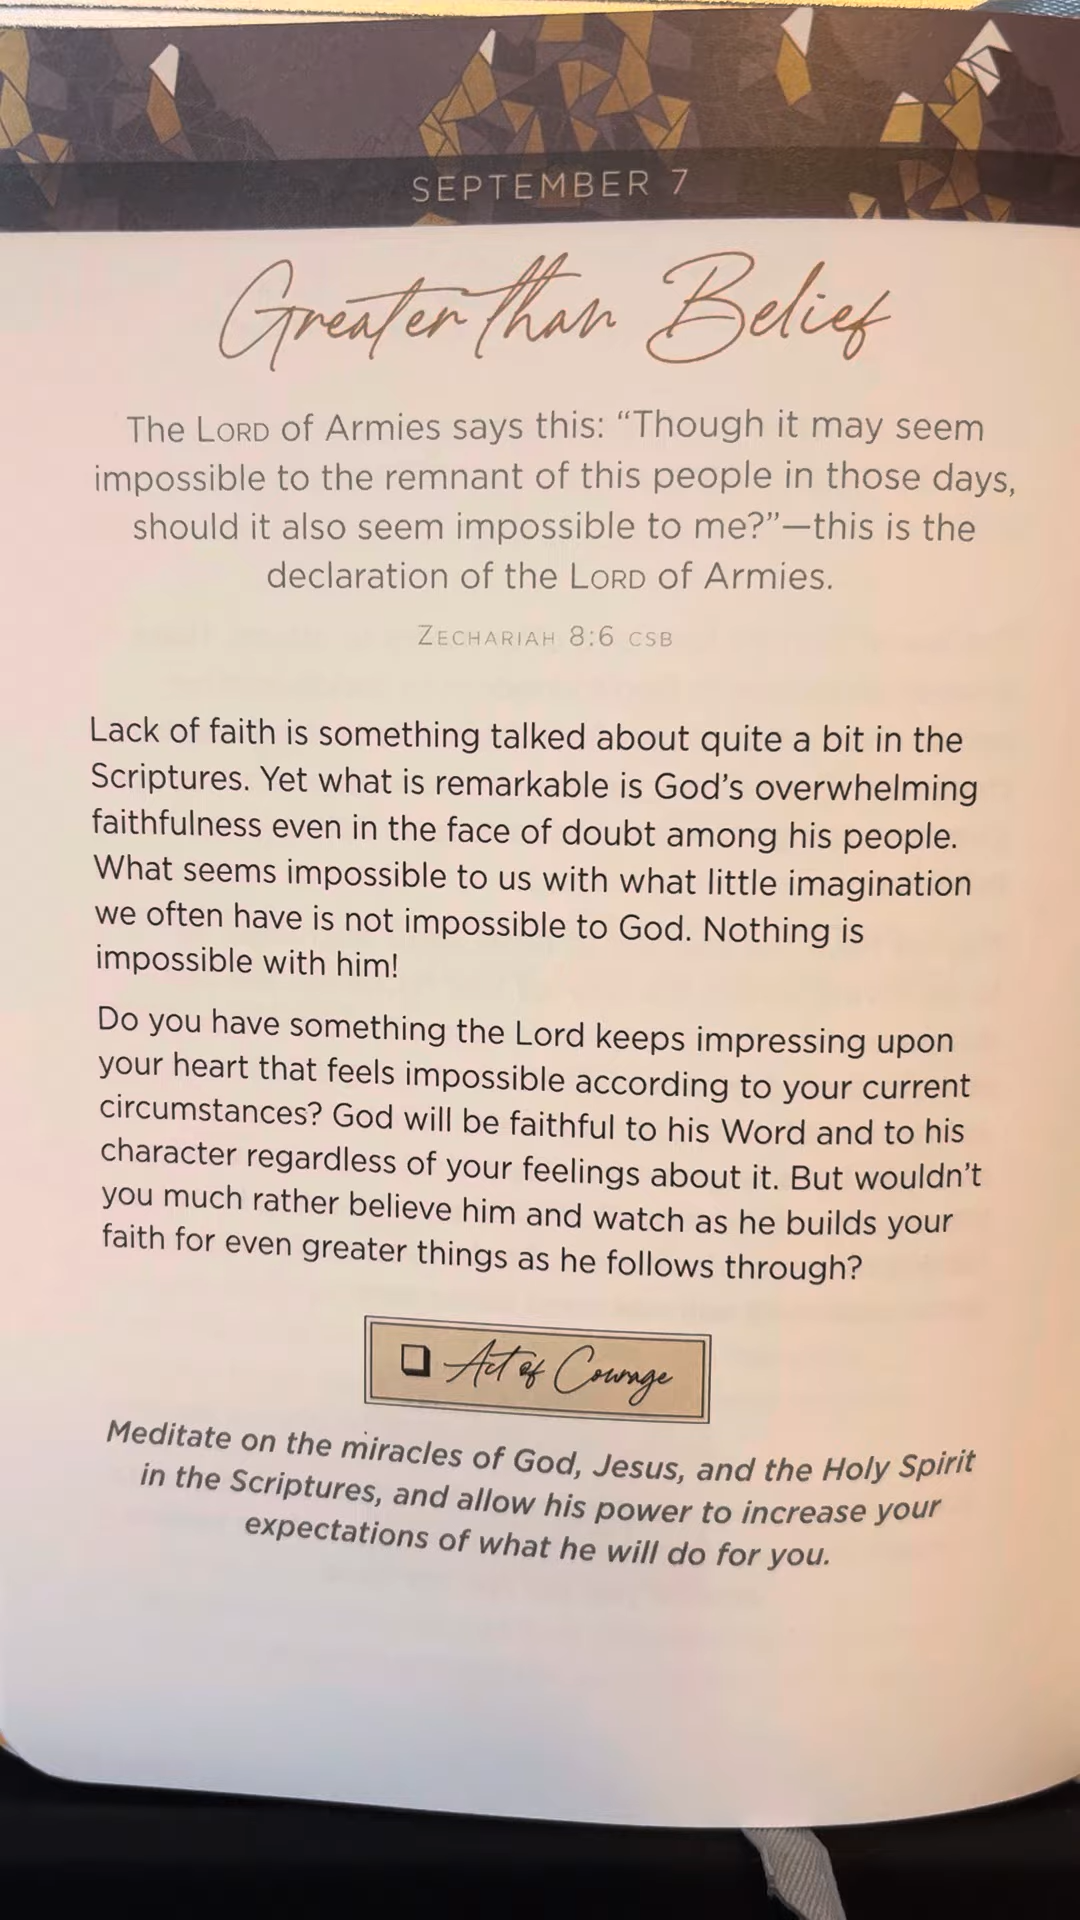 SEPTEMBER 7
Greater than Belief
The LORD of Armies says this: “Though it may seem
impossible to the remnant of this people in those days,
should it also seem impossible to me?”—this is the
declaration of the LORD of Armies.
ZECHARIAH 8:6 CSB
Lack of faith is something talked about quite a bit in the
Scriptures. Yet what is remarkable is God’s overwhelming
faithfulness even in the face of doubt among his people.
What seems impossible to us with what little imagination
we often have is not impossible to God. Nothing is
impossible with him!
Do you have something the Lord keeps impressing upon
your heart that feels impossible according to your current
circumstances? God will be faithful to his Word and to his
character regardless of your feelings about it. But wouldn’t
you much rather believe him and watch as he builds your
faith for even greater things as he follows through?
Act of Courage
Meditate on the miracles of God, Jesus, and the Holy Spirit
in the Scriptures, and allow his power to increase your
expectations of what he will do for you.